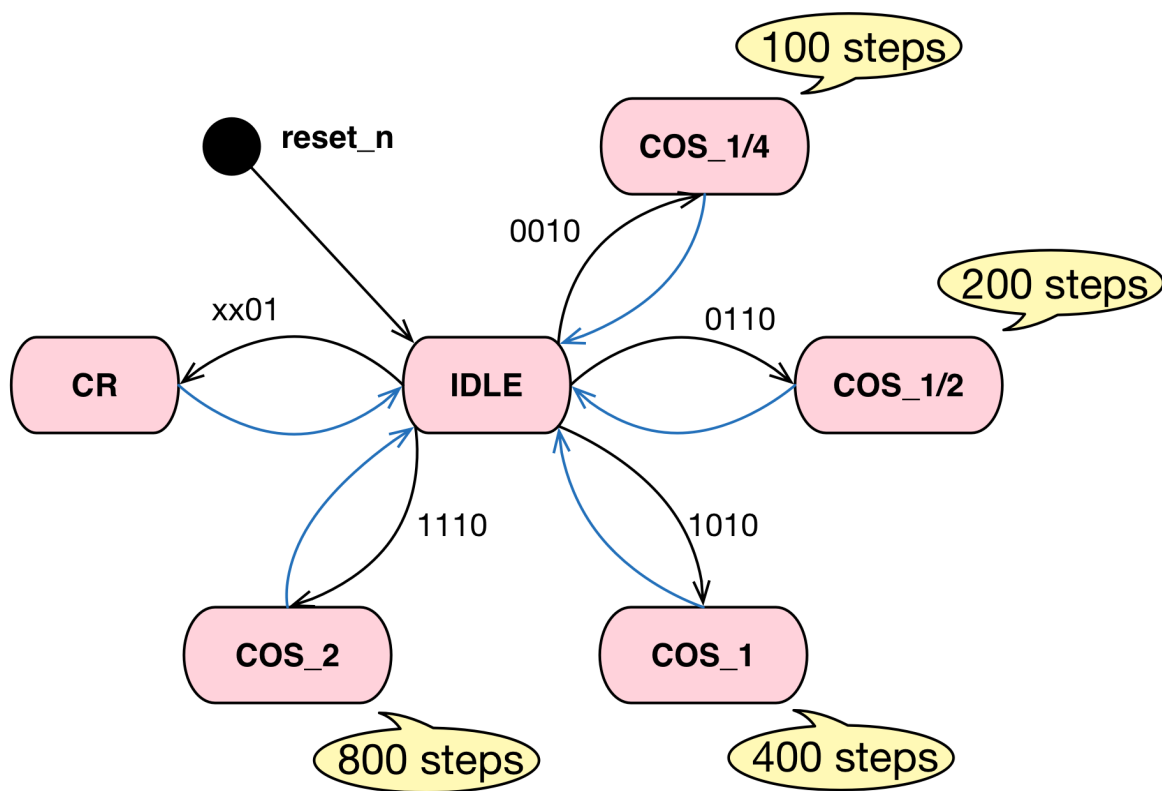 100 steps
reset_n
COS_1/4
0010
200 steps
xx01
0110
CR
IDLE
COS_1/2
1110
1010
COS_2
COS_1
800 steps
400 steps